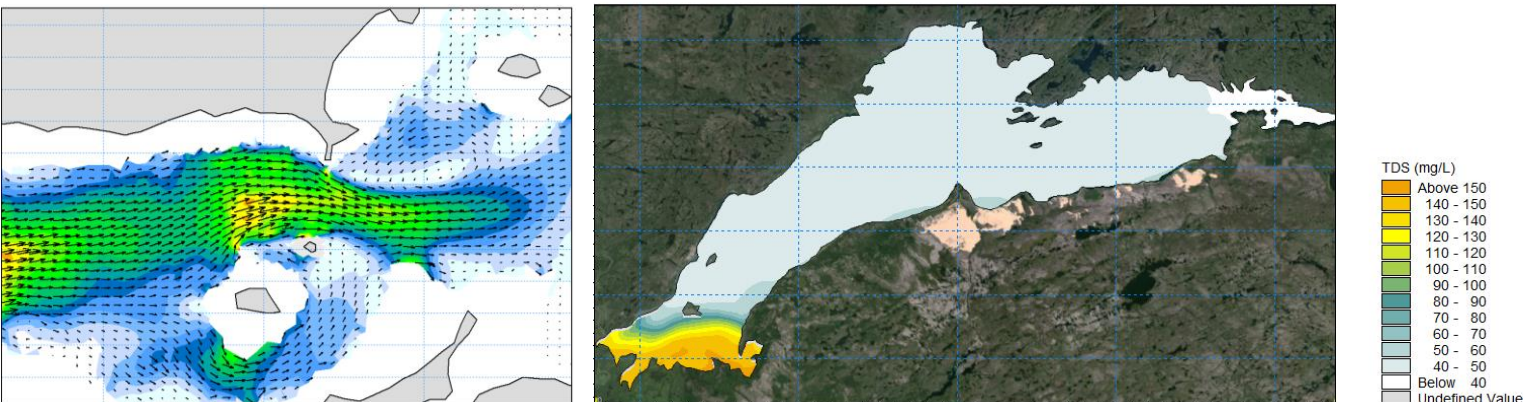 TDS (mg/L)
Above 150
140 - 150
130 - 140
120 - 130
110 - 120
100 - 110
90 - 100
80 - 90
70 - 80
60 - 70
50 - 60
40 - 50
Below 40
Undefined Value